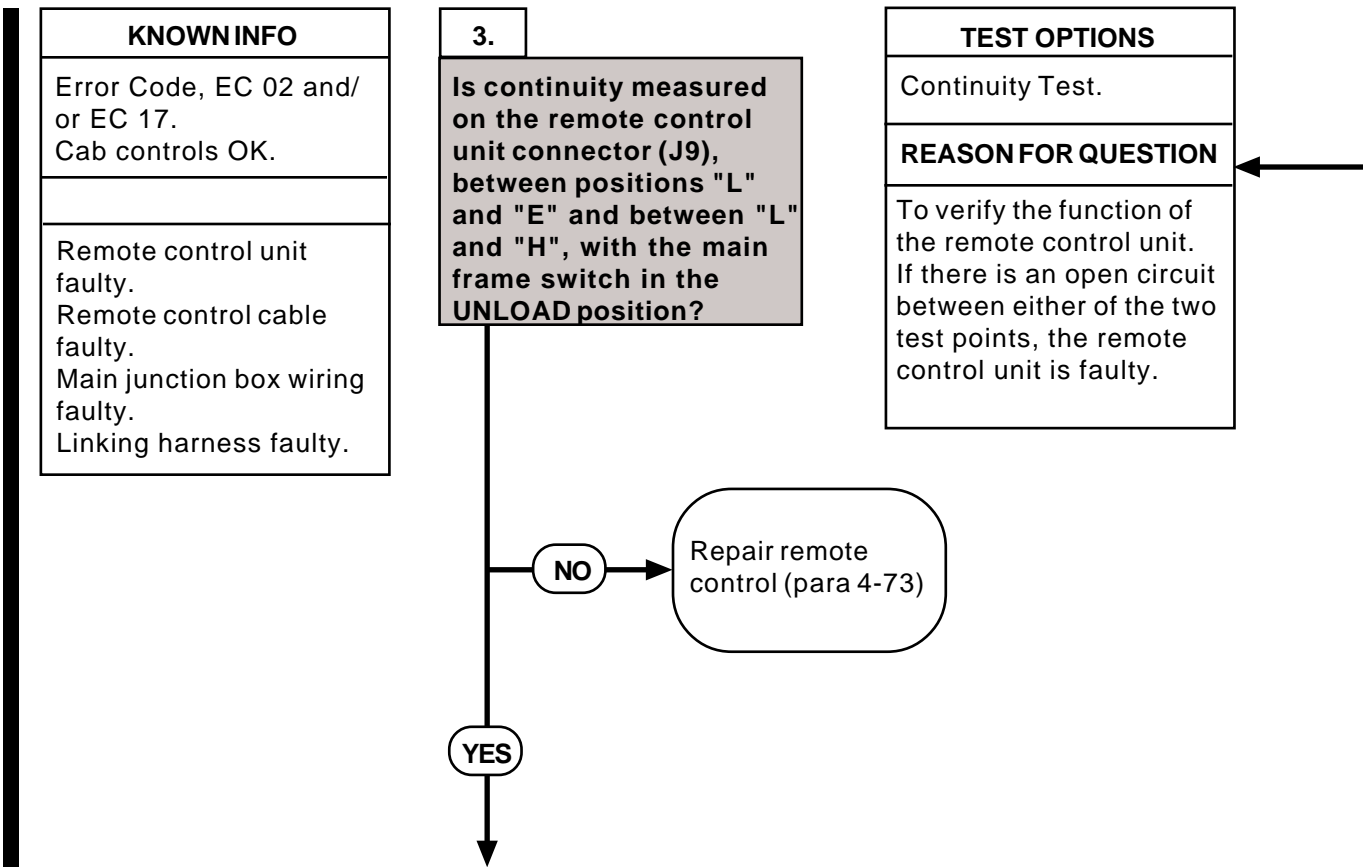 KNOWN INFO
Error Code, EC 02 and/
or EC 17.
Cab controls OK.
Remote control unit
faulty.
Remote control cable
faulty.
Main junction box wiring
faulty.
Linking harness faulty.
3.
Is continuity measured
on the remote control
unit connector (J9),
between positions "L"
and "E" and between "L"
and "H", with the main
frame switch in the
UNLOAD position?
TEST OPTIONS
Continuity Test.
REASON FOR QUESTION
To verify the function of
the remote control unit.
If there is an open circuit
between either of the two
test points, the remote
control unit is faulty.
NO
Repair remote
control (para 4-73)
YES